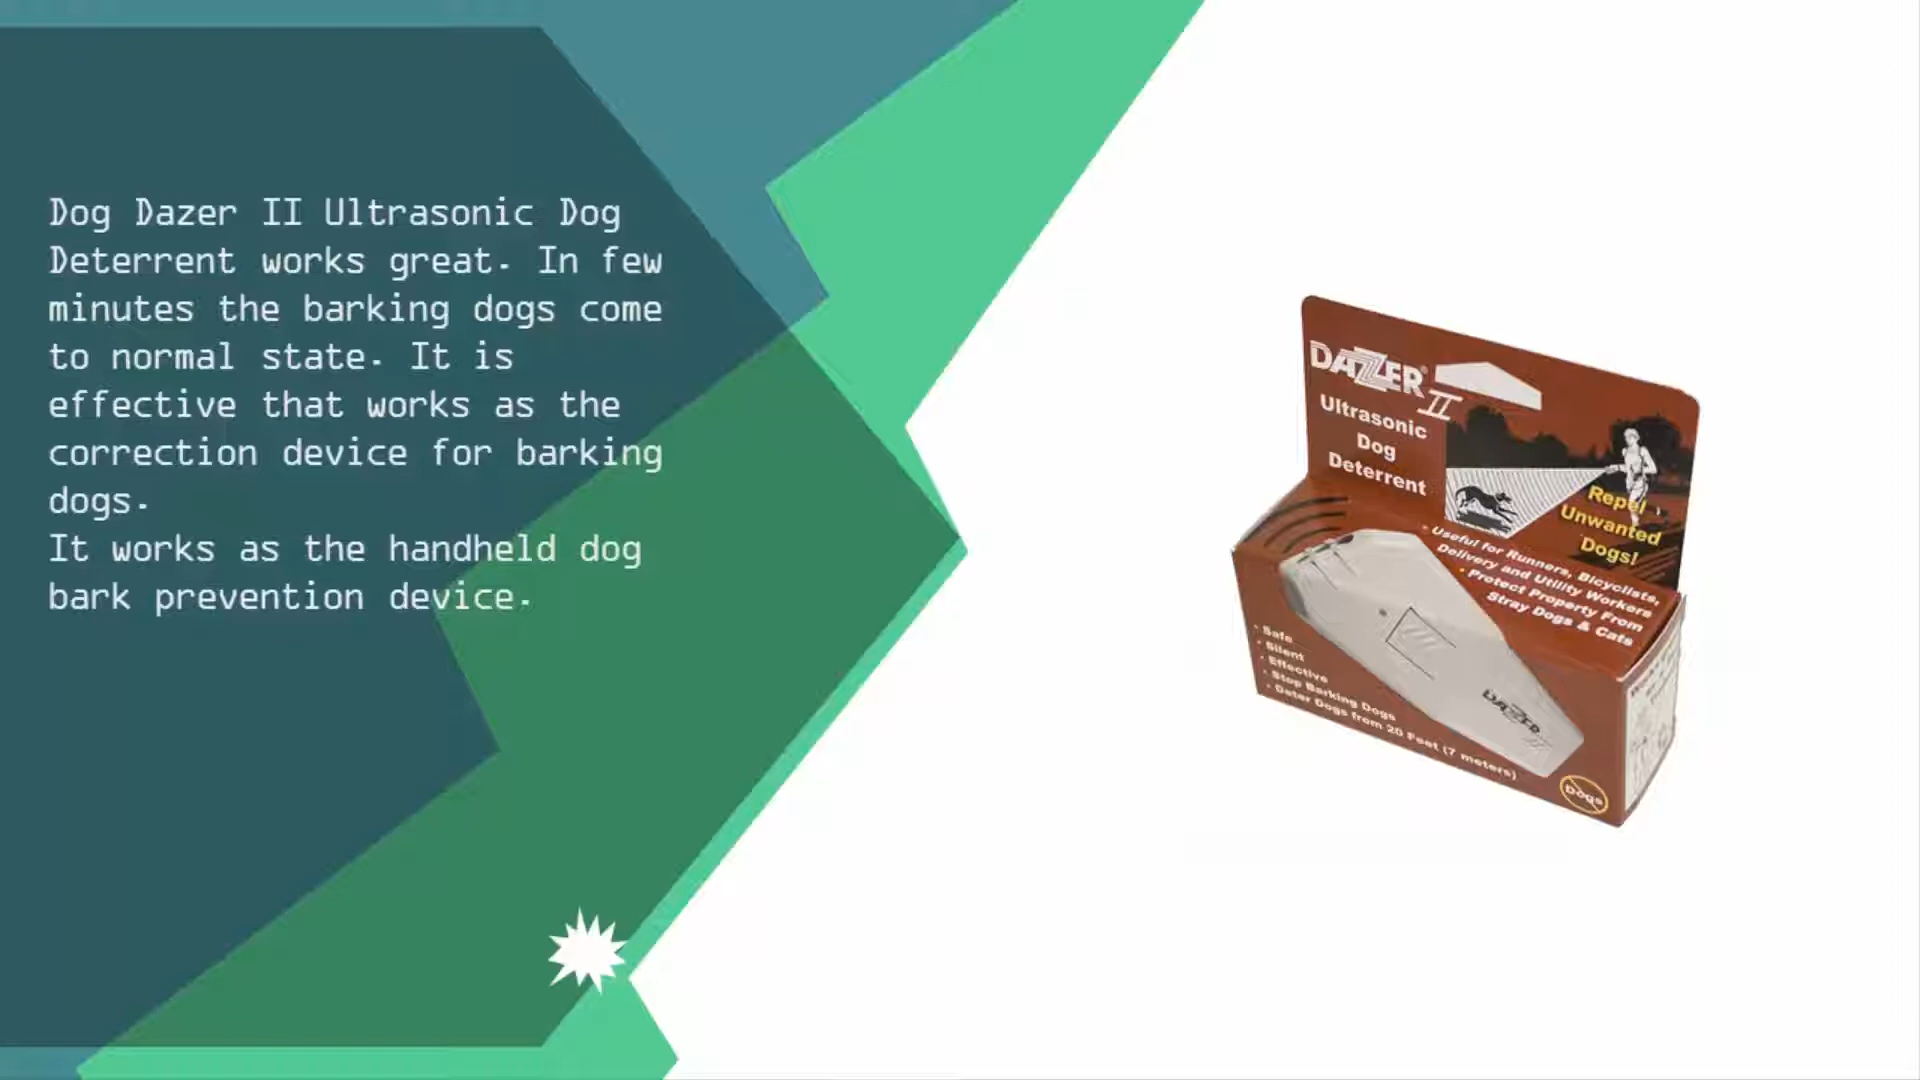 Dog Dazer II Ultrasonic Dog
Deterrent works great. In few
minutes the barking dogs come
to normal state. It is
effective that works as the
correction device for barking
dogs.
It works as the handheld dog
bark prevention device.
DAZER®
II
Ultrasonic
Dog
Deterrent
Repel
Unwanted
Dogs!
• Useful for Runners, Bicyclists,
Delivery and Utility Workers
• Protect Property From
Stray Dogs & Cats
• Safe
• Silent
• Effective
• Stop Barking Dogs
• Deter Dogs from 20 Feet (7 meters)
DAZER
II
Dogs